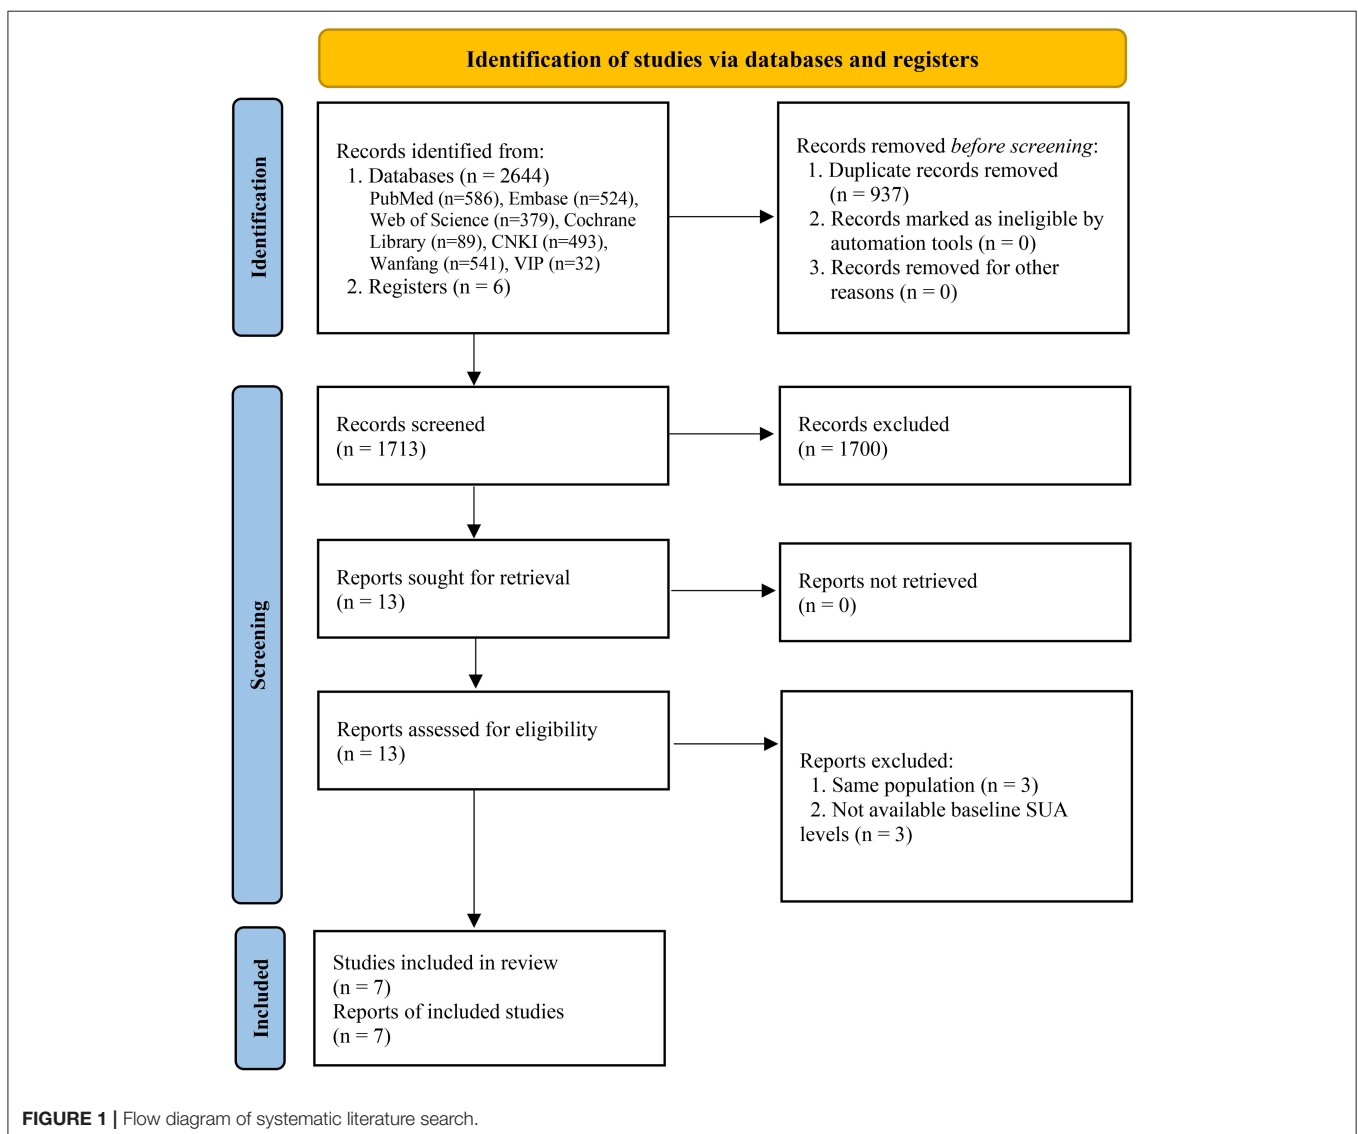 Identification of studies via databases and registers
Identification
Records identified from:
1. Databases (n = 2644)
PubMed (n=586), Embase (n=524),
Web of Science (n=379), Cochrane
Library (n=89), CNKI (n=493),
Wanfang (n=541), VIP (n=32)
2. Registers (n = 6)
Records removed before screening:
1. Duplicate records removed
(n = 937)
2. Records marked as ineligible by
automation tools (n = 0)
3. Records removed for other
reasons (n = 0)
Screening
Records screened
(n = 1713)
Records excluded
(n = 1700)
Reports sought for retrieval
(n = 13)
Reports not retrieved
(n = 0)
Reports assessed for eligibility
(n = 13)
Reports excluded:
1. Same population (n = 3)
2. Not available baseline SUA
levels (n = 3)
Included
Studies included in review
(n = 7)
Reports of included studies
(n = 7)
FIGURE 1 | Flow diagram of systematic literature search.